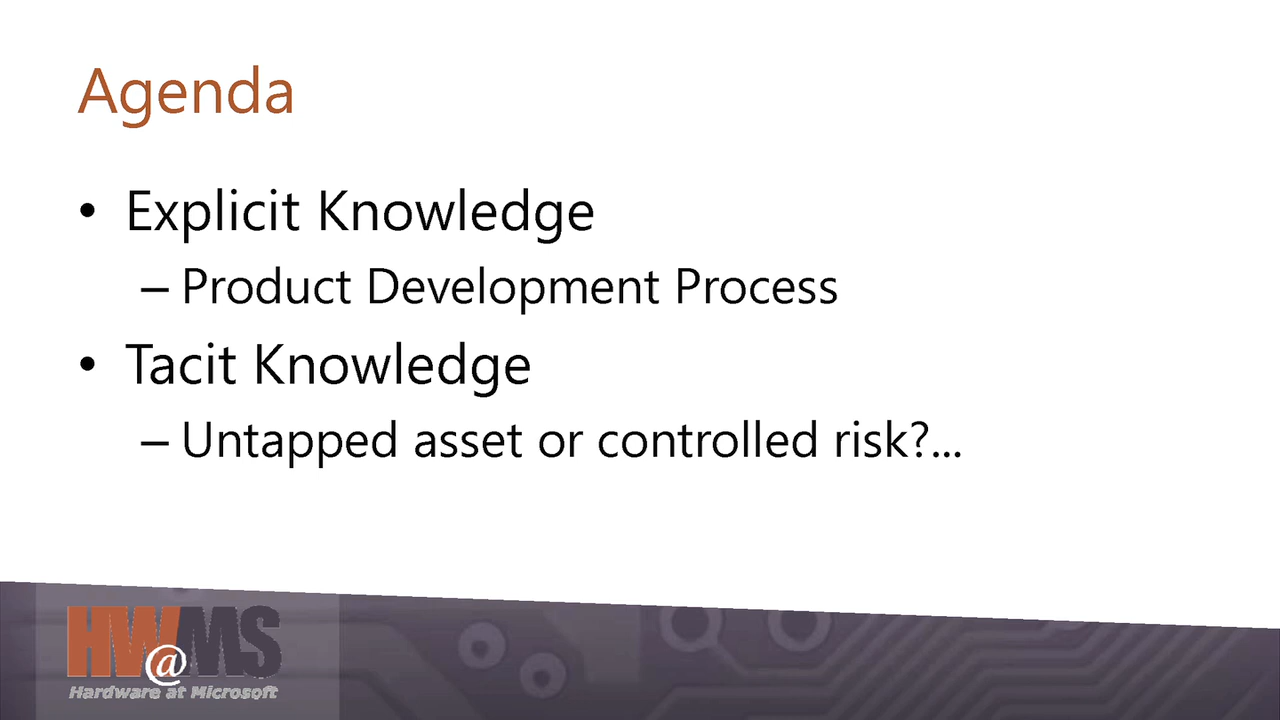 Agenda
• Explicit Knowledge
– Product Development Process
• Tacit Knowledge
– Untapped asset or controlled risk?...
HW@MS
Hardware at Microsoft